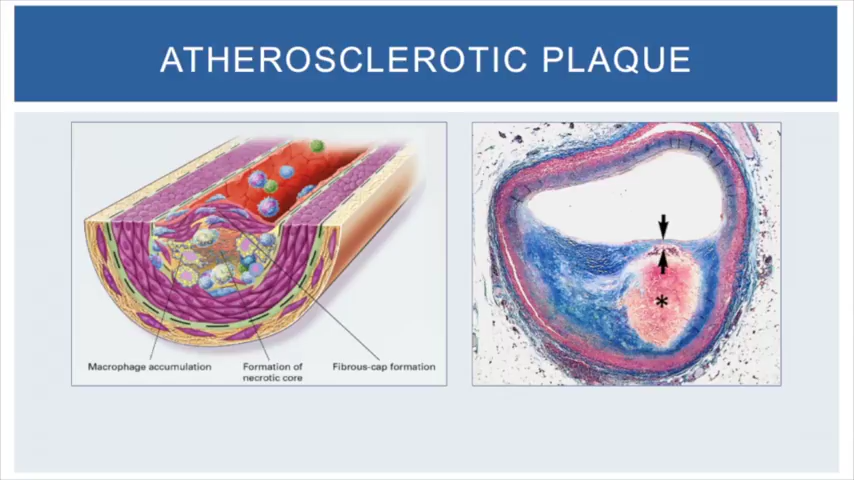 ATHEROSCLEROTIC PLAQUE
Macrophage accumulation
Formation of
necrotic core
Fibrous-cap formation
*